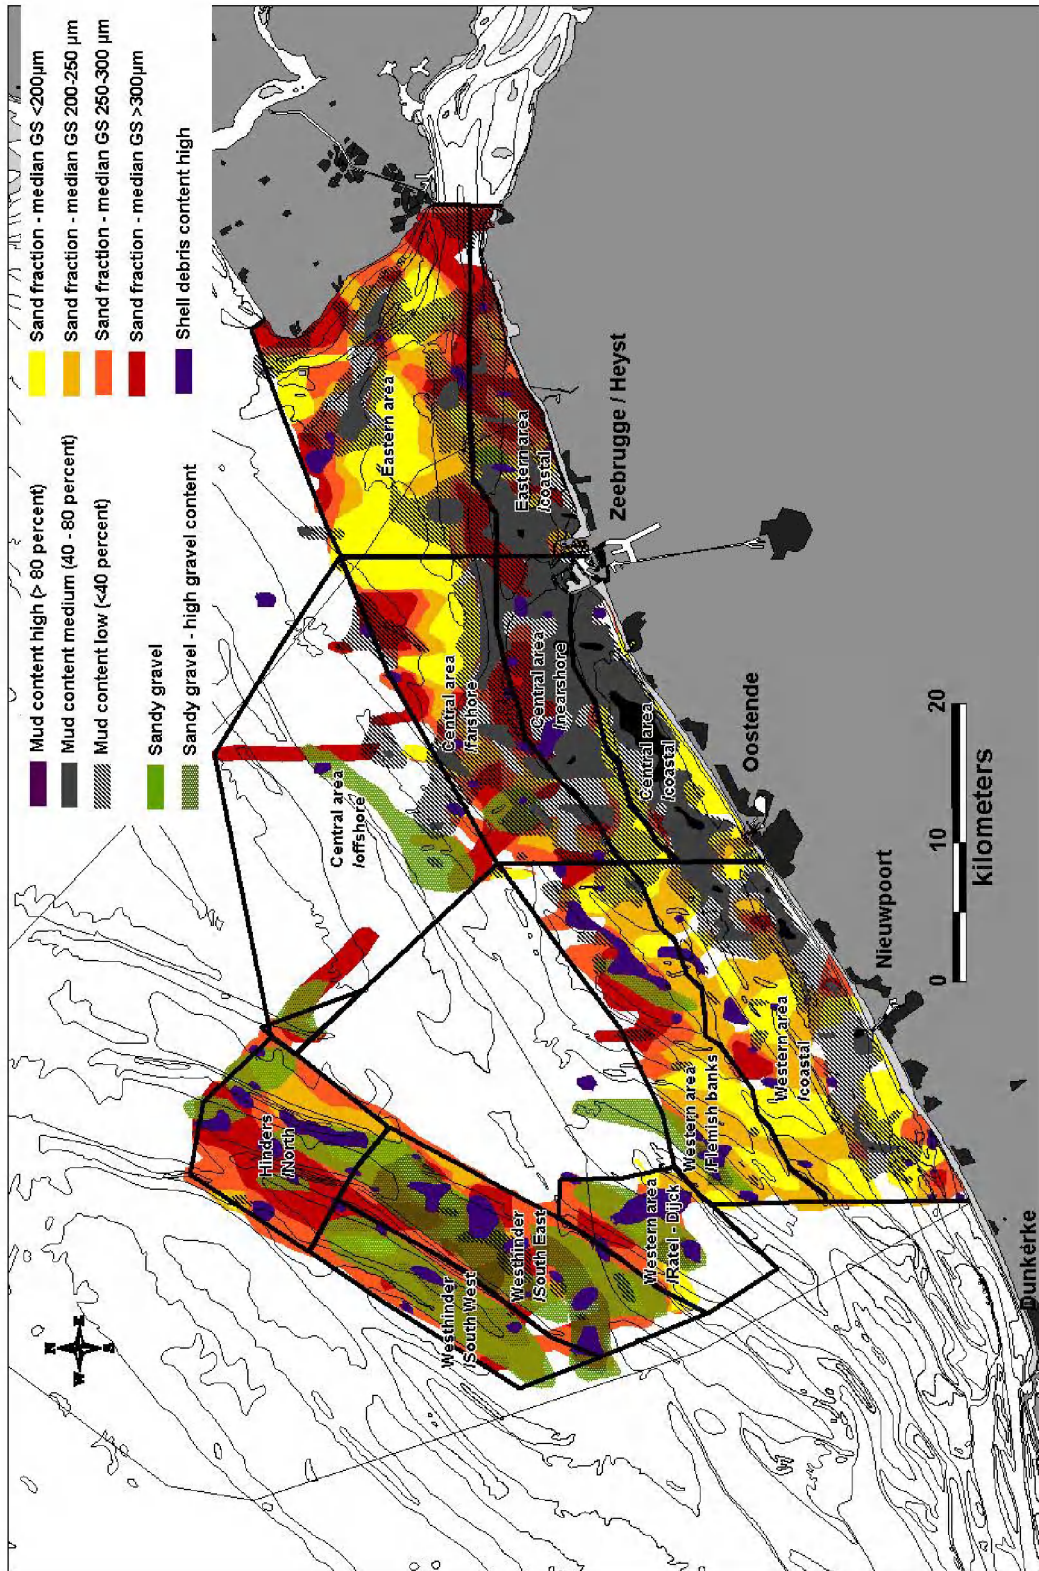 Mud content high (> 80 percent)
Mud content medium (40 - 80 percent)
Mud content low (<40 percent)
Sandy gravel
Sandy gravel - high gravel content
Sand fraction - median GS <200µm
Sand fraction - median GS 200-250 µm
Sand fraction - median GS 250-300 µm
Sand fraction - median GS >300µm
Shell debris content high
N
W
E
S
Hinders
/North
Westhinder
/South West
Westhinder
/South East
Western area
/Ratel - Dijck
Western area
/Flemish banks
Western area
/coastal
Central area
/offshore
Central area
/farshore
Central area
/nearshore
Central area
/coastal
Eastern area
Eastern area
/coastal
Zeebrugge / Heyst
Oostende
Nieuwpoort
Dunkerke
0
10
20
kilometers